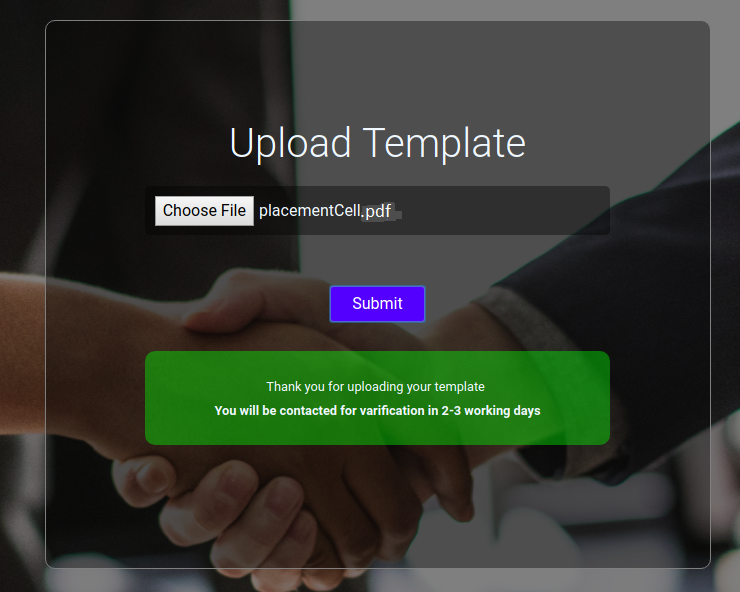 Upload Template
Choose File placementCell.pdf
Submit
Thank you for uploading your template
You will be contacted for varification in 2-3 working days